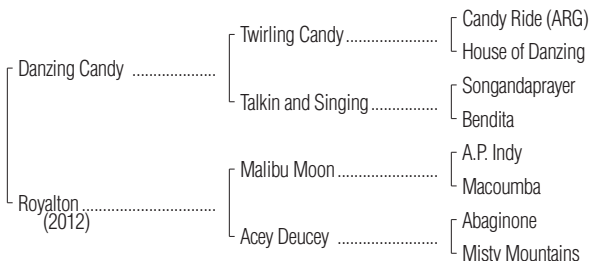 Candy Ride (ARG)
Twirling Candy
House of Danzing
Danzing Candy
Songandaprayer
Talkin and Singing
Bendita
A.P. Indy
Malibu Moon
Macoumba
Royalton
(2012)
Abaginone
Acey Deucey
Misty Mountains